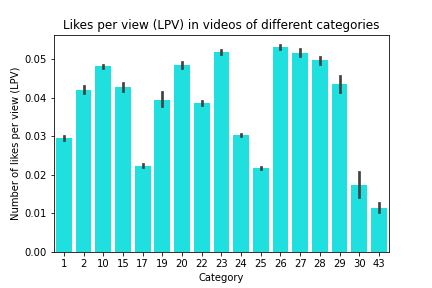 Likes per view (LPV) in videos of different categories
Number of likes per view (LPV)
0.05
0.04
0.03
0.02
0.01
0.00
1 2 10 15 17 19 20 22 23 24 25 26 27 28 29 30 43
Category